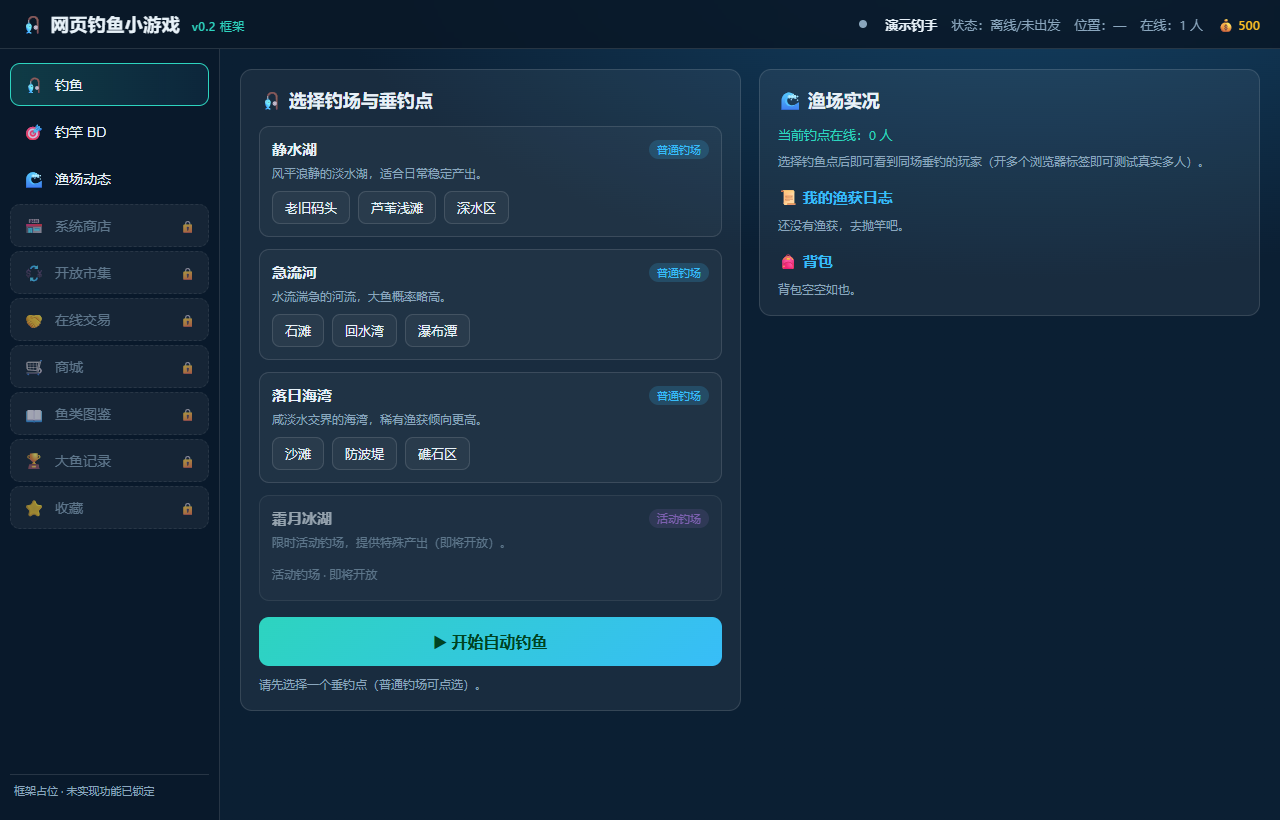 网页钓鱼小游戏 v0.2 框架
演示钓手 状态：离线/未出发 位置：— 在线：1 人 500
钓鱼
钓竿 BD
渔场动态
系统商店
开放市集
在线交易
商城
鱼类图鉴
大鱼记录
收藏
框架占位 · 未实现功能已锁定
选择钓场与垂钓点
静水湖 普通钓场
风平浪静的淡水湖，适合日常稳定产出。
老旧码头 芦苇浅滩 深水区
急流河 普通钓场
水流湍急的河流，大鱼概率略高。
石滩 回水湾 瀑布潭
落日海湾 普通钓场
咸淡水交界的海湾，稀有渔获倾向更高。
沙滩 防波堤 礁石区
霜月冰湖 活动钓场
限时活动钓场，提供特殊产出（即将开放）。
活动钓场 · 即将开放
▶ 开始自动钓鱼
请先选择一个垂钓点（普通钓场可点选）。
渔场实况
当前钓点在线：0 人
选择钓鱼点后即可看到同场垂钓的玩家（开多个浏览器标签即可测试真实多人）。
我的渔获日志
还没有渔获，去抛竿吧。
背包
背包空空如也。